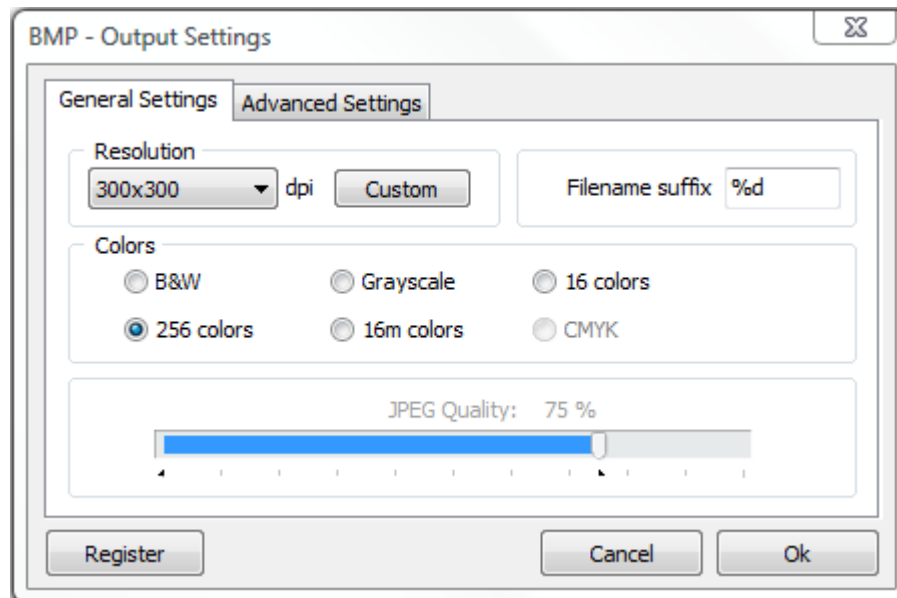 BMP - Output Settings
General Settings
Advanced Settings
Resolution
300x300 dpi Custom
Filename suffix %d
Colors
B&W Grayscale 16 colors
256 colors 16m colors CMYK
JPEG Quality: 75 %
Register Cancel Ok